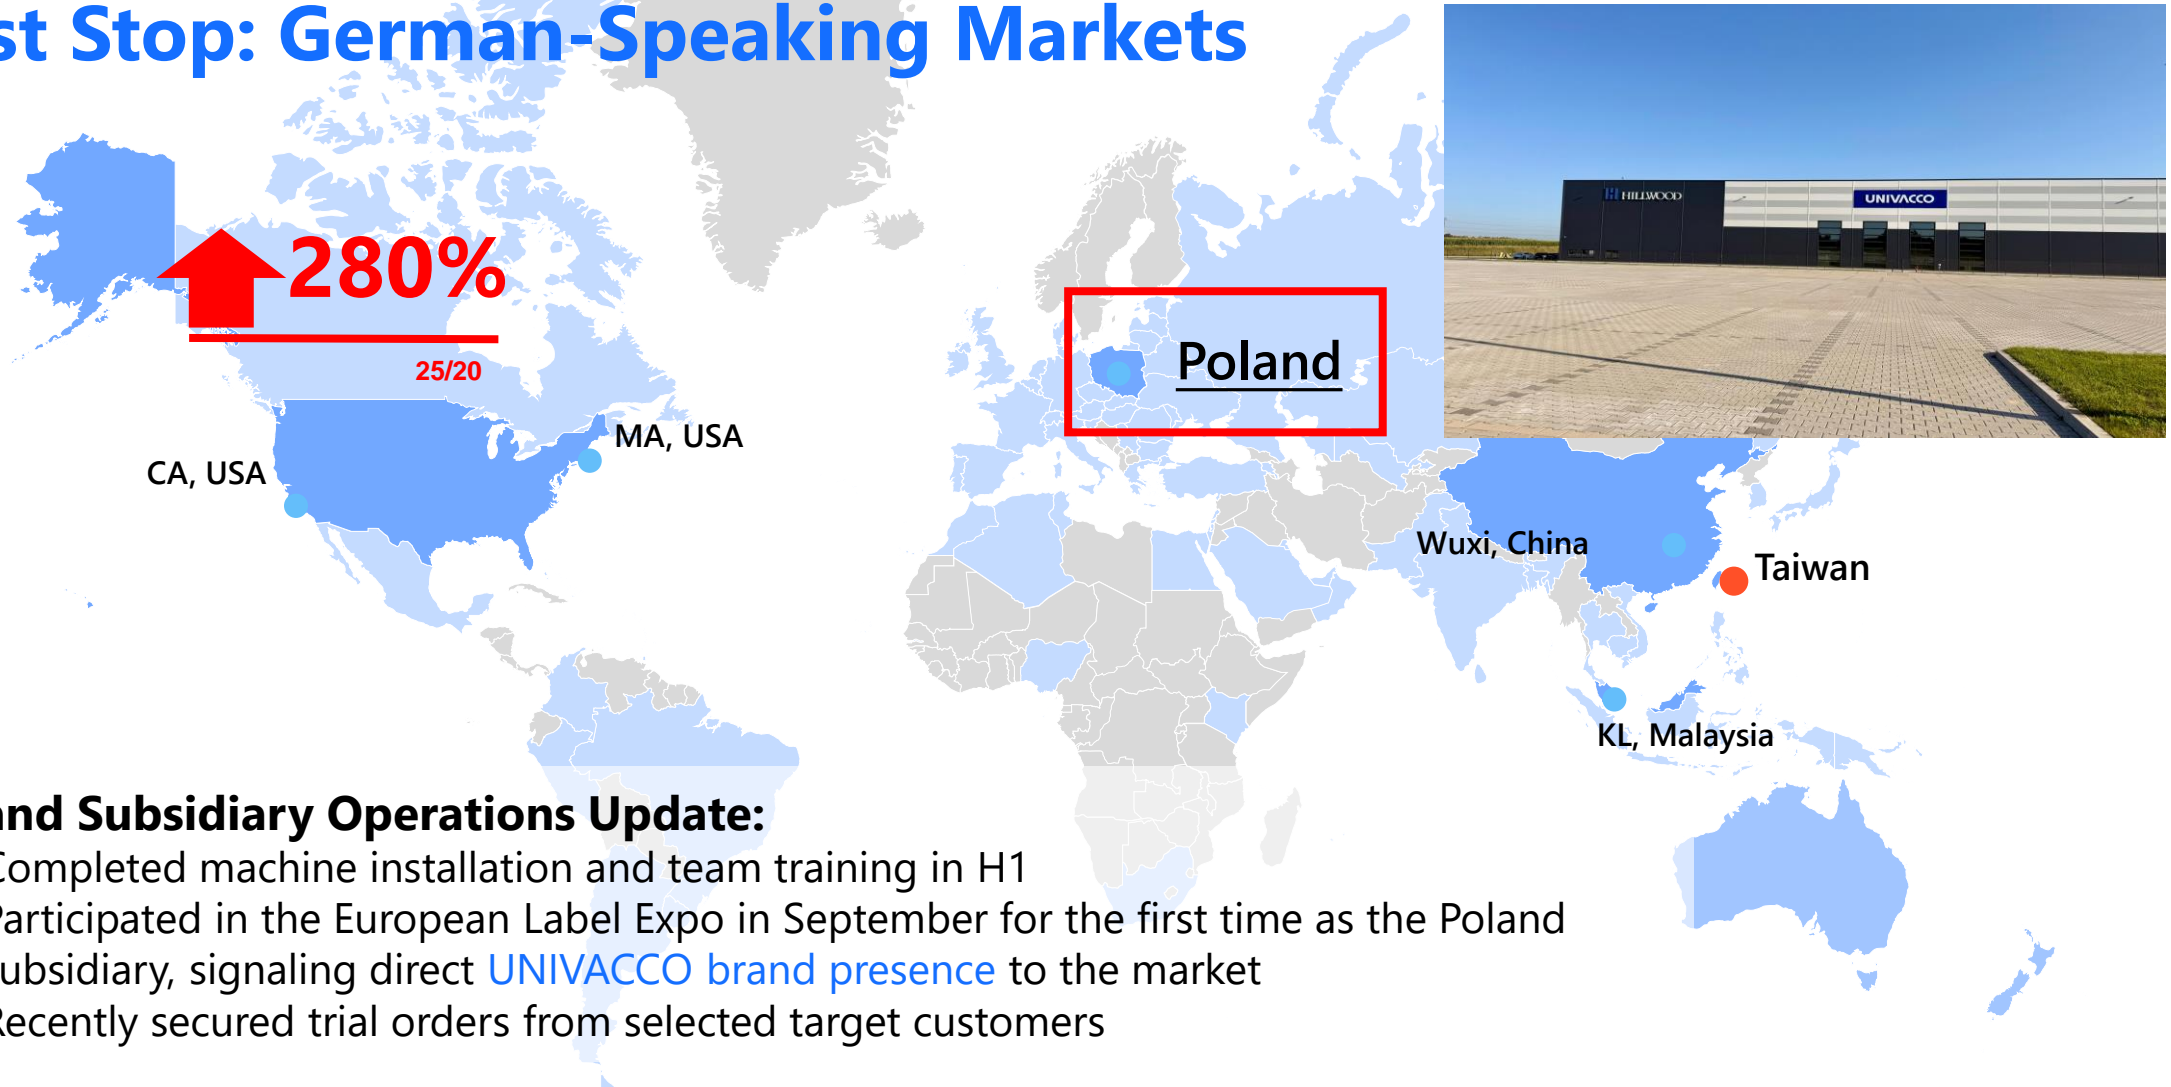 st Stop: German-Speaking Markets
HILLWOOD
UNIVACCO
280%
25/20
Poland
MA, USA
CA, USA
Wuxi, China
Taiwan
KL, Malaysia
and Subsidiary Operations Update:
Completed machine installation and team training in H1
Participated in the European Label Expo in September for the first time as the Poland
ubsidiary, signaling direct UNIVACCO brand presence to the market
Recently secured trial orders from selected target customers